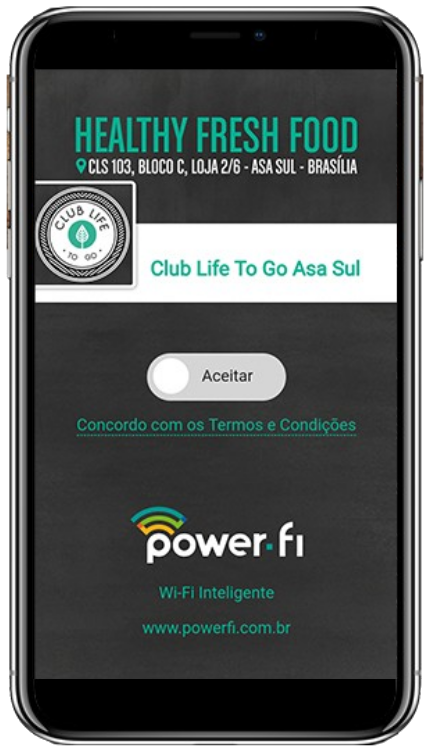 HEALTHY FRESH FOOD
CLS 103, BLOCO C, LOJA 2/6 - ASA SUL - BRASÍLIA
CLUB LIFE
• TO GO •
Club Life To Go Asa Sul
Aceitar
Concordo com os Termos e Condições
power-fi
Wi-Fi Inteligente
www.powerfi.com.br